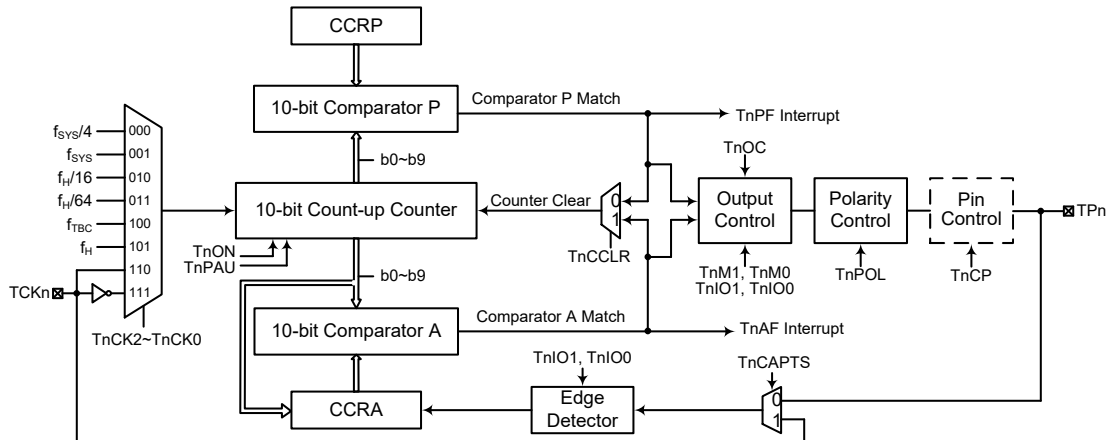 CCRP
10-bit Comparator P
Comparator P Match
TnPF Interrupt
b0~b9
fSYS/4
000
fSYS
001
fH/16
010
fH/64
011
fTBC
100
fH
101
110
111
TCKn
TnCK2~TnCK0
10-bit Count-up Counter
TnON
TnPAU
Counter Clear
0
1
TnCCLR
TnOC
Output
Control
TnM1, TnM0
TnIO1, TnIO0
Polarity
Control
TnPOL
Pin
Control
TnCP
TPn
b0~b9
10-bit Comparator A
Comparator A Match
TnAF Interrupt
TnIO1, TnIO0
TnCAPTS
CCRA
Edge
Detector
0
1